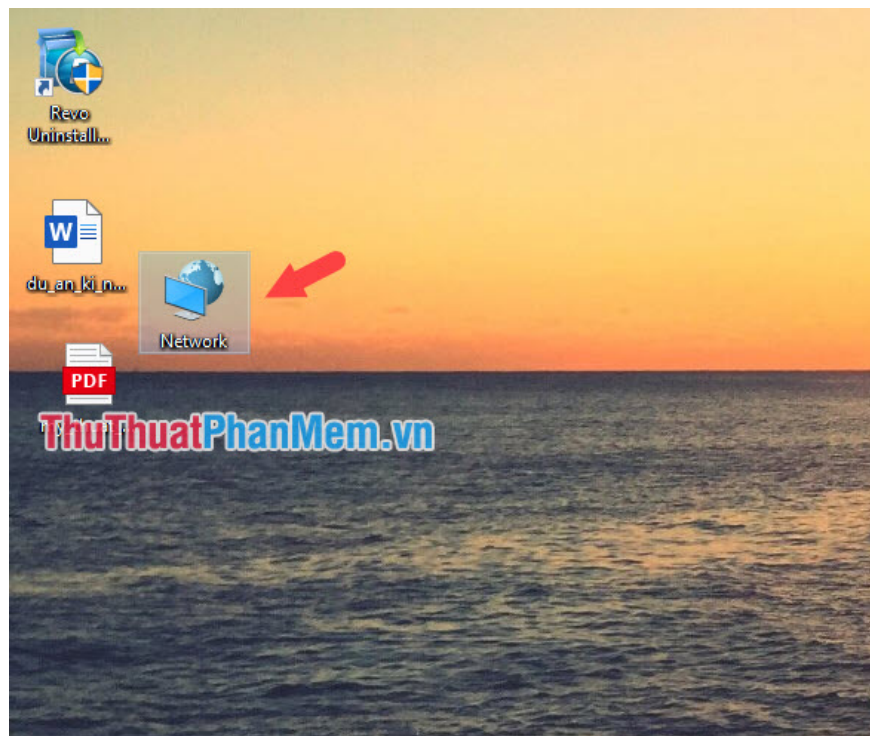 Revo
Uninstall...
W
du_an_ki_n...
Network
PDF
ThuThuatPhanMem.vn